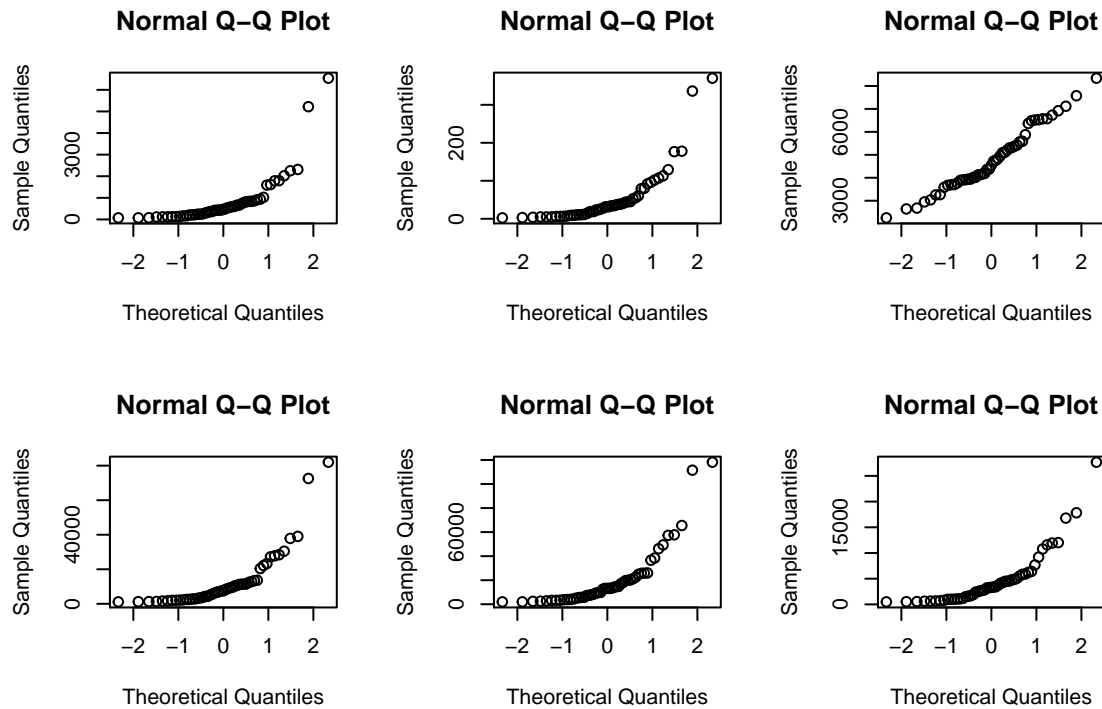 Normal Q−Q Plot
Sample Quantiles
3000
0
−2 −1 0 1 2
Theoretical Quantiles
Normal Q−Q Plot
Sample Quantiles
200
0
−2 −1 0 1 2
Theoretical Quantiles
Normal Q−Q Plot
Sample Quantiles
6000
3000
−2 −1 0 1 2
Theoretical Quantiles
Normal Q−Q Plot
Sample Quantiles
40000
0
−2 −1 0 1 2
Theoretical Quantiles
Normal Q−Q Plot
Sample Quantiles
60000
0
−2 −1 0 1 2
Theoretical Quantiles
Normal Q−Q Plot
Sample Quantiles
15000
0
−2 −1 0 1 2
Theoretical Quantiles